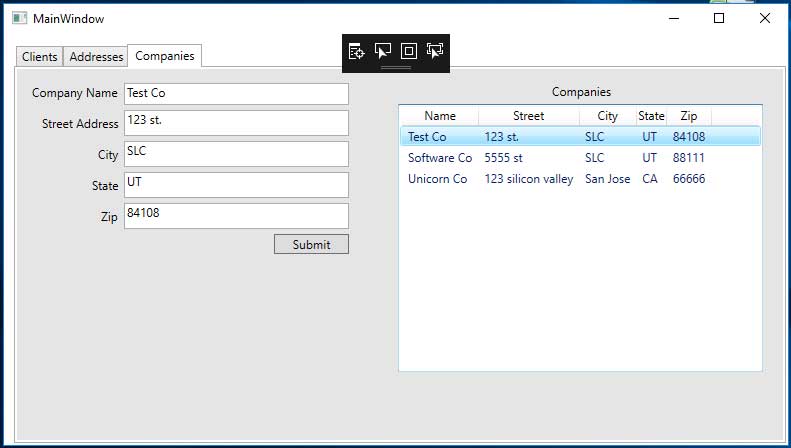 MainWindow
Clients Addresses Companies
Company Name Test Co
Street Address 123 st.
City SLC
State UT
Zip 84108
Submit
Companies
Name Street City State Zip
Test Co 123 st. SLC UT 84108
Software Co 5555 st SLC UT 88111
Unicorn Co 123 silicon valley San Jose CA 66666